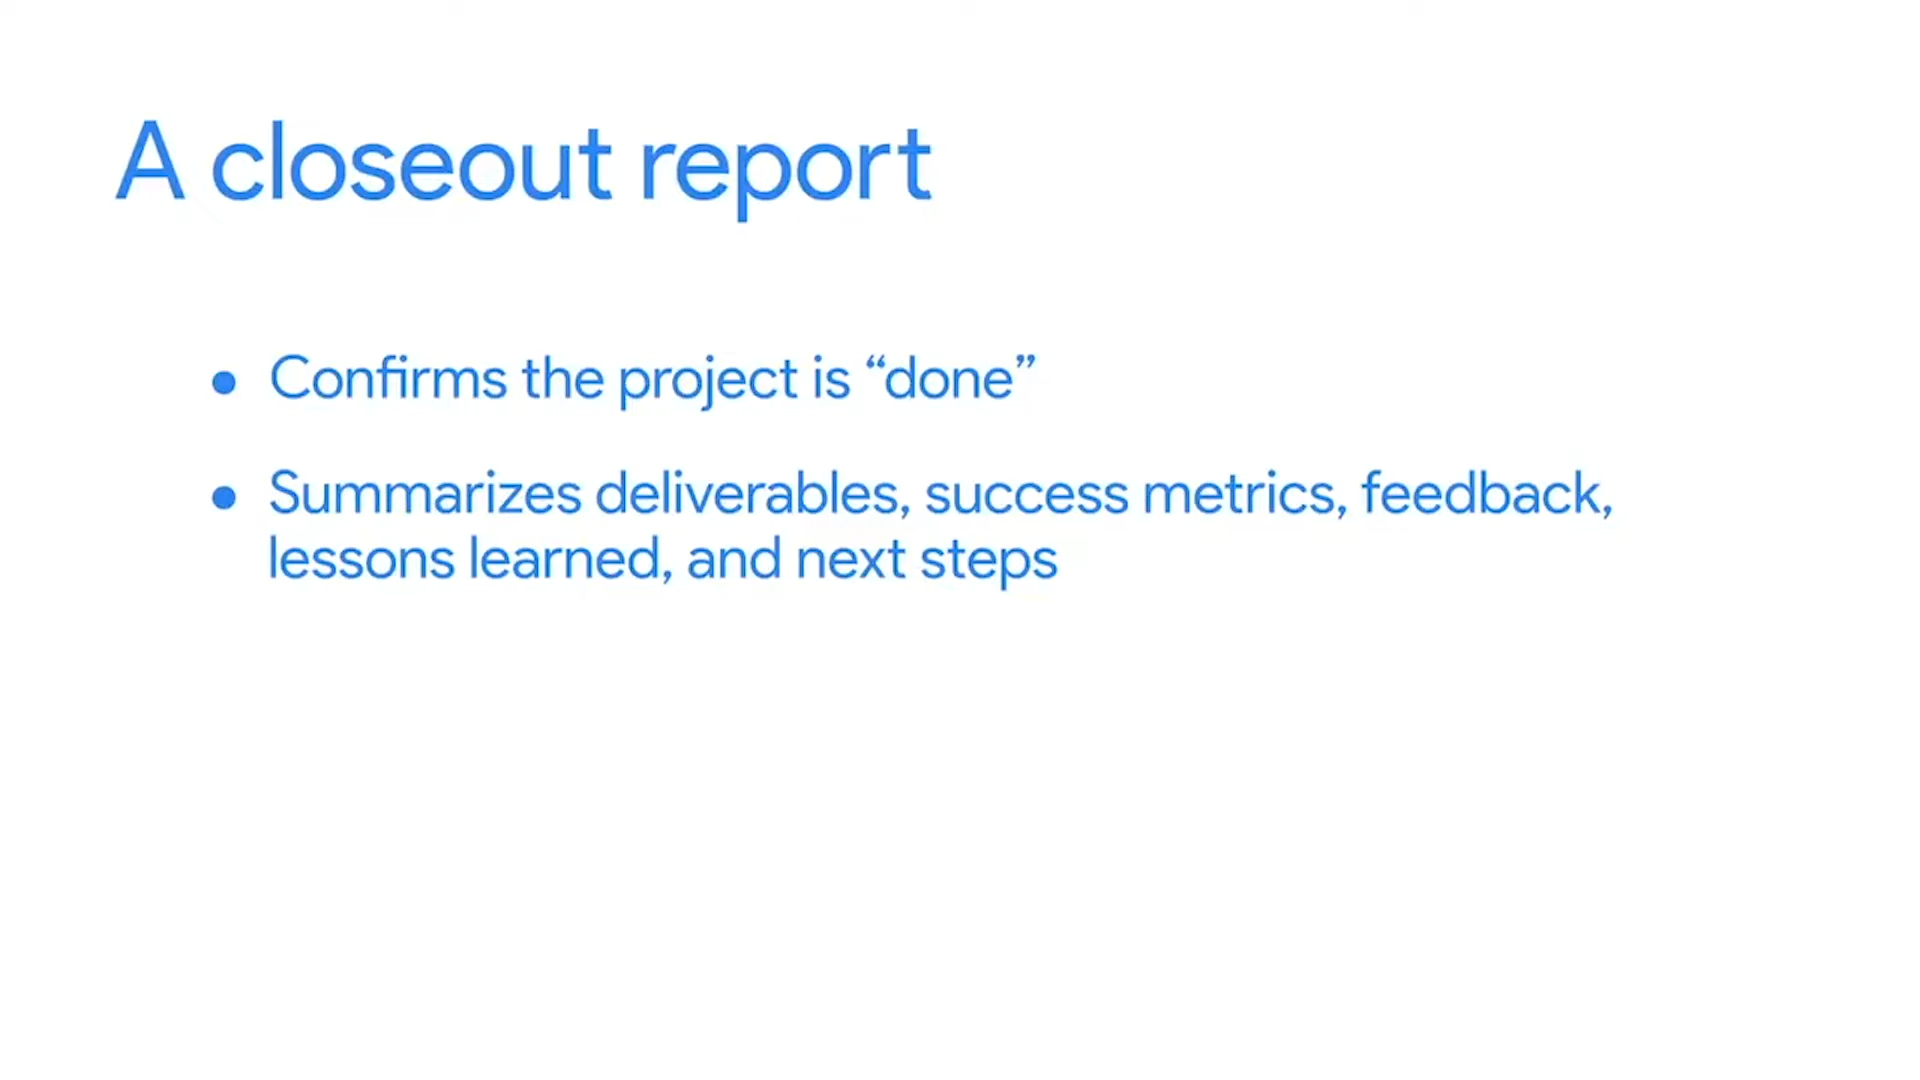 A closeout report
• Confirms the project is “done”
• Summarizes deliverables, success metrics, feedback,
lessons learned, and next steps